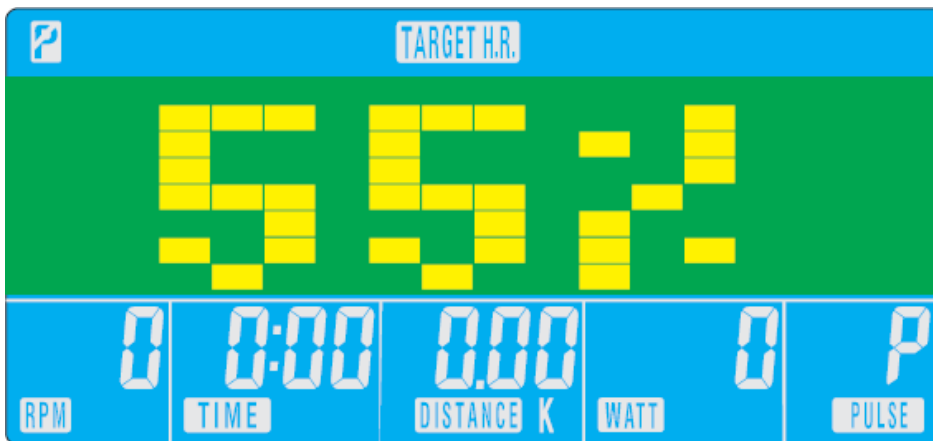 P TARGET H.R.
55%
0 0:00 0.00 0 P
RPM TIME DISTANCE K WATT PULSE